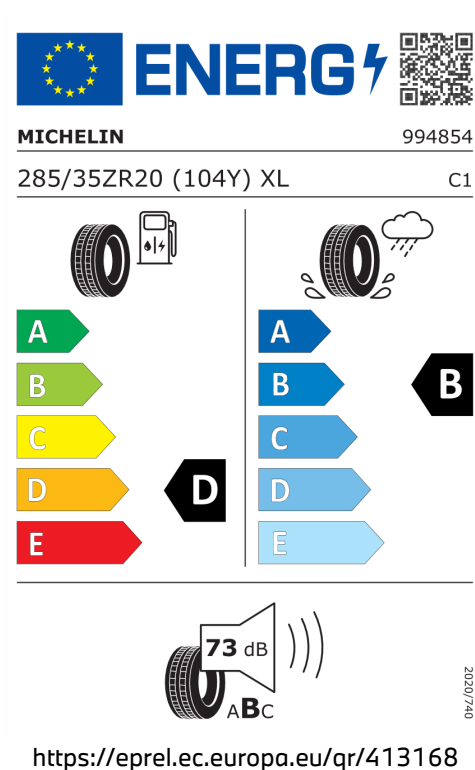 ENERG
MICHELIN 994854
285/35ZR20 (104Y) XL C1
A A
B B B
C C
D D D
E E
73 dB
ABC
2020/740
https://eprel.ec.europa.eu/qr/413168